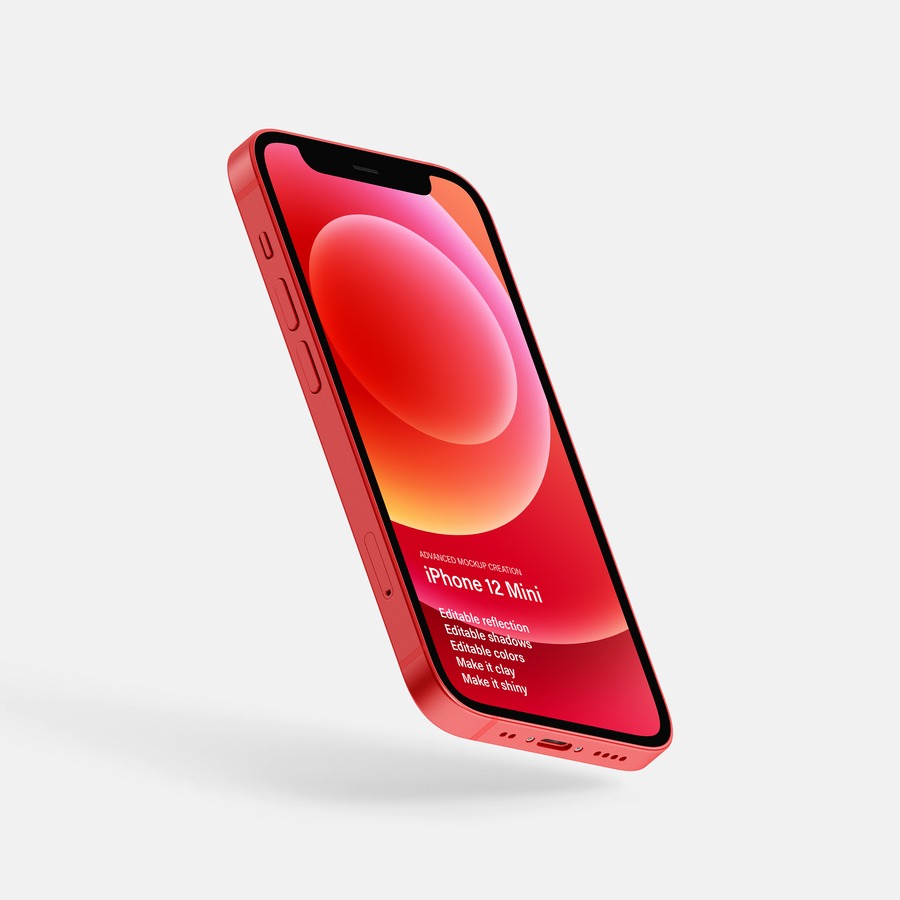 ADVANCED MOCKUP CREATION
iPhone 12 Mini
Editable reflection
Editable shadows
Editable colors
Make it clay
Make it shiny